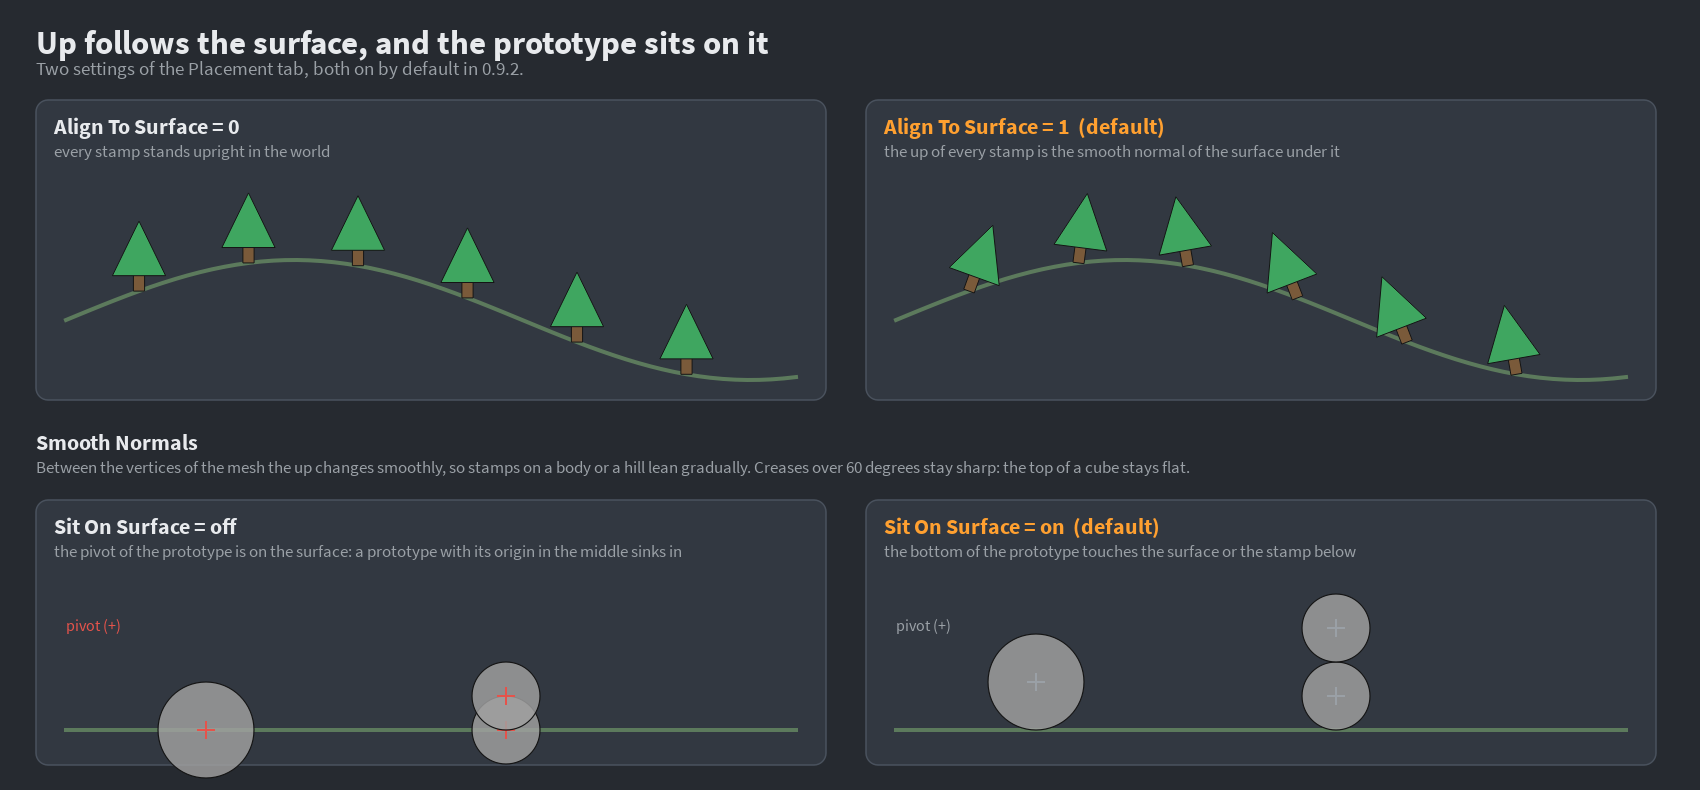 Up follows the surface, and the prototype sits on it
Two settings of the Placement tab, both on by default in 0.9.2.
Align To Surface = 0
every stamp stands upright in the world
Align To Surface = 1 (default)
the up of every stamp is the smooth normal of the surface under it
Smooth Normals
Between the vertices of the mesh the up changes smoothly, so stamps on a body or a hill lean gradually. Creases over 60 degrees stay sharp: the top of a cube stays flat.
Sit On Surface = off
the pivot of the prototype is on the surface: a prototype with its origin in the middle sinks in
pivot (+)
Sit On Surface = on (default)
the bottom of the prototype touches the surface or the stamp below
pivot (+)